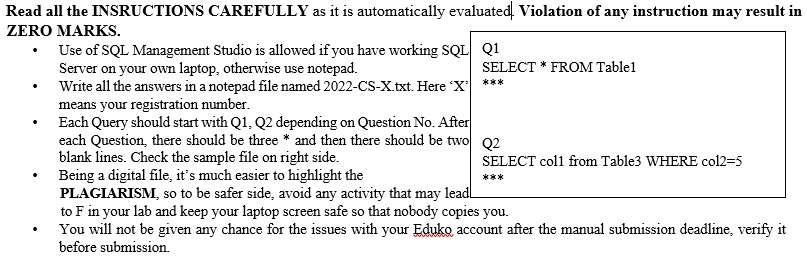 Read all the INSRUCTIONS CAREFULLY as it is automatically evaluated. Violation of any instruction may result in
ZERO MARKS.
• Use of SQL Management Studio is allowed if you have working SQL
Server on your own laptop, otherwise use notepad.
• Write all the answers in a notepad file named 2022-CS-X.txt. Here ‘X’
means your registration number.
• Each Query should start with Q1, Q2 depending on Question No. After
each Question, there should be three * and then there should be two
blank lines. Check the sample file on right side.
• Being a digital file, it’s much easier to highlight the
PLAGIARISM, so to be safer side, avoid any activity that may lead
to F in your lab and keep your laptop screen safe so that nobody copies you.
• You will not be given any chance for the issues with your Eduko account after the manual submission deadline, verify it
before submission.
Q1
SELECT * FROM Table1
***
Q2
SELECT col1 from Table3 WHERE col2=5
***